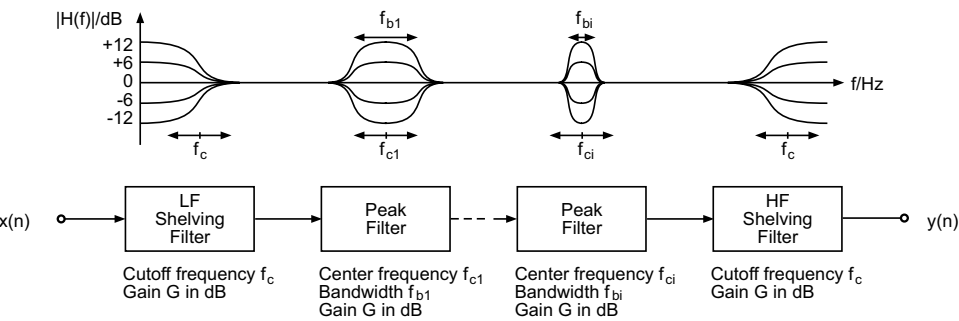 |H(f)|/dB
f_b1
f_bi
+12
+6
0
-6
-12
f/Hz
f_c
f_c1
f_ci
f_c
x(n)
LF
Shelving
Filter
Peak
Filter
Peak
Filter
HF
Shelving
Filter
y(n)
Cutoff frequency f_c
Gain G in dB
Center frequency f_c1
Bandwidth f_b1
Gain G in dB
Center frequency f_ci
Bandwidth f_bi
Gain G in dB
Cutoff frequency f_c
Gain G in dB